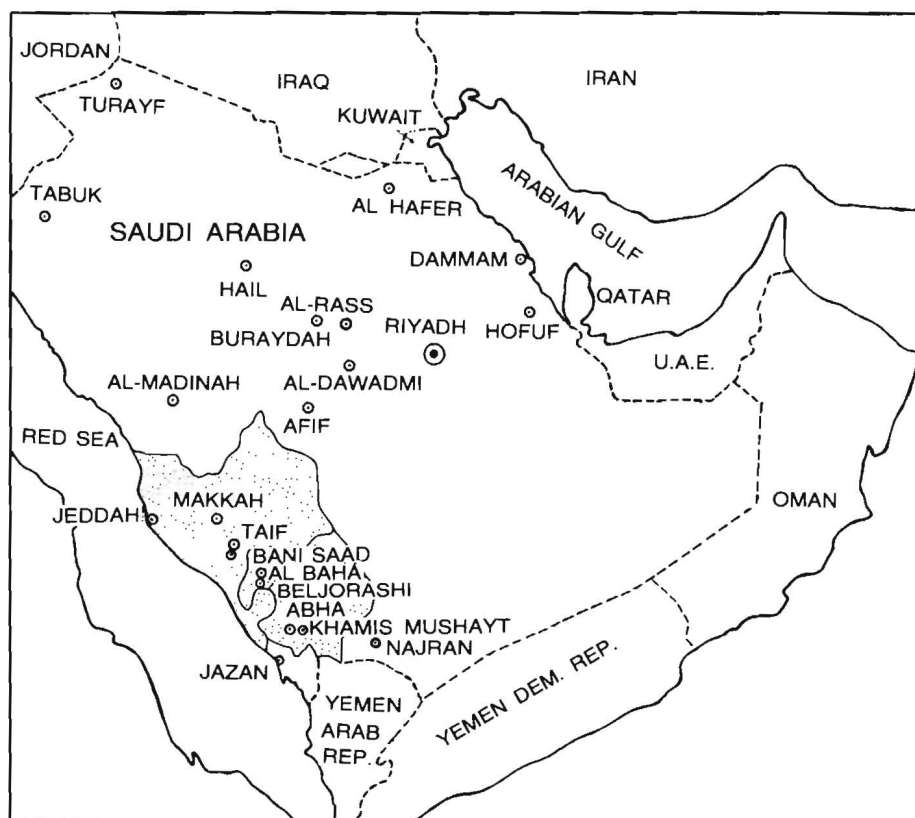 JORDAN
IRAQ
IRAN
TURAYF
KUWAIT
TABUK
AL HAFER
ARABIAN GULF
SAUDI ARABIA
DAMMAM
HAIL
AL-RASS
QATAR
BURAYDAH
RIYADH
HOFUF
U.A.E.
AL-MADINAH
AL-DAWADMI
AFIF
RED SEA
MAKKAH
OMAN
JEDDAH
TAIF
BANI SAAD
AL BAHA
BELJORASHI
ABHA
KHAMIS MUSHAYT
NAJRAN
JAZAN
YEMEN
ARAB
REP.
YEMEN DEM. REP.